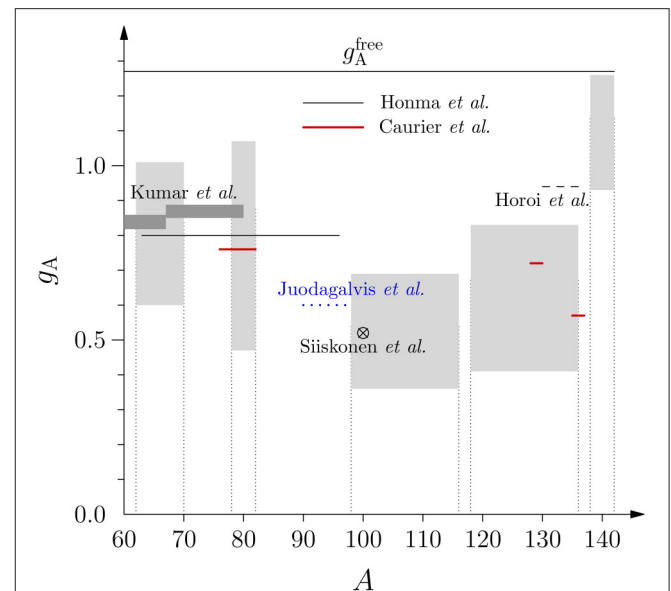 g_A^free
Honma et al.
Caurier et al.
1.0
Kumar et al.
Horoi et al.
g_A
Juodagalvis et al.
0.5
Siiskonen et al.
0.0
60 70 80 90 100 110 120 130 140
A